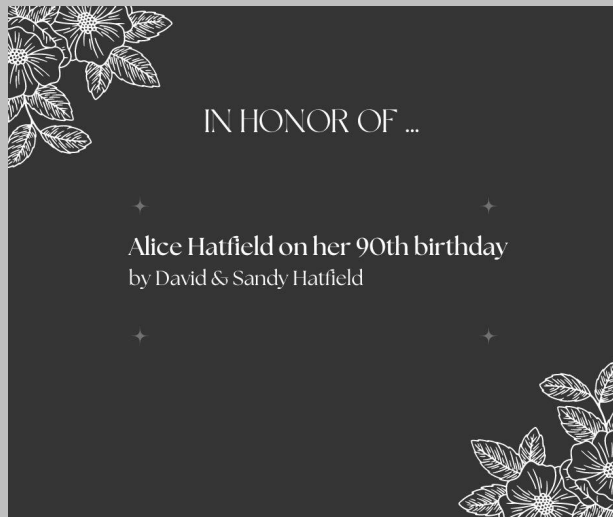 IN HONOR OF ...
Alice Hatfield on her 90th birthday
by David & Sandy Hatfield